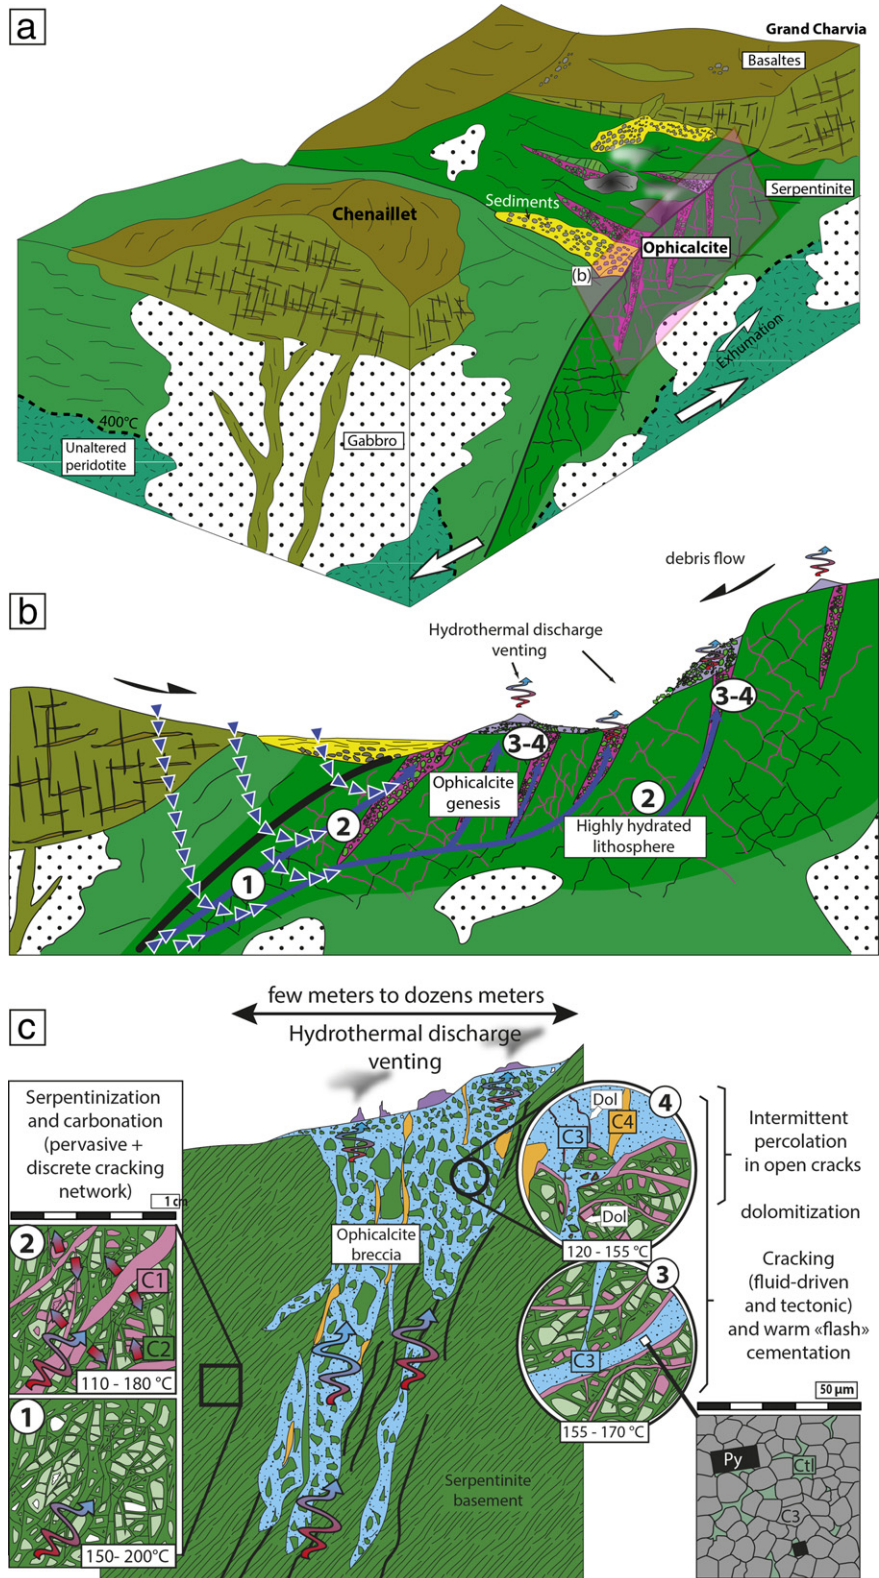 a
Grand Charvia
Basaltes
Serpentinite
Sediments
Chenaillet
Ophicalcite
(b)
Exhumation
400°C
Unaltered
peridotite
Gabbro
b
debris flow
Hydrothermal discharge
venting
3-4
3-4
Ophicalcite
genesis
2
2
Highly hydrated
lithosphere
1
c
few meters to dozens meters
Hydrothermal discharge
venting
Serpentinization
and carbonation
(pervasive +
discrete cracking
network)
1 cm
2
C1
C2
110 - 180 °C
1
150- 200°C
Ophicalcite
breccia
Serpentinite
basement
4
Dol
C3
C4
Dol
120 - 155 °C
3
C3
155 - 170 °C
Intermittent
percolation
in open cracks
dolomitization
Cracking
(fluid-driven
and tectonic)
and warm «flash»
cementation
50 µm
Py
Ctl
C3